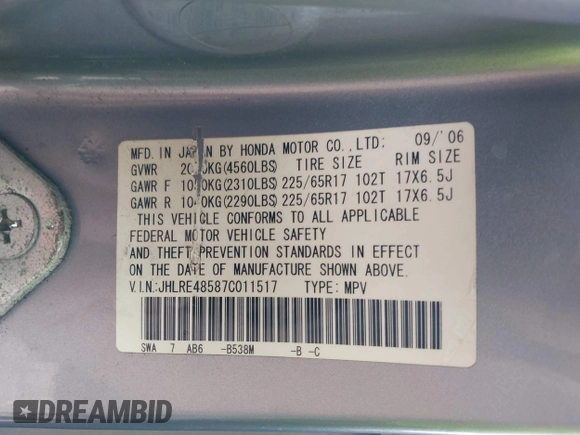 MFD. IN JAPAN BY HONDA MOTOR CO.,LTD: 09/'06
GVWR KG(4560LBS) TIRE SIZE RIM SIZE
GAWR F KG(2310LBS) 225/65R17 102T 17X6.5J
GAWR R KG(2290LBS) 225/65R17 102T 17X6.5J
THIS VEHICLE CONFORMS TO ALL APPLICABLE
FEDERAL MOTOR VEHICLE SAFETY
AND THEFT PREVENTION STANDARDS IN EFFECT
ON THE DATE OF MANUFACTURE SHOWN ABOVE.
V.I.N.:JHLRE48587C011517 TYPE: MPV
SWA 7 AB6 -B538M -B -C
DREAMBID